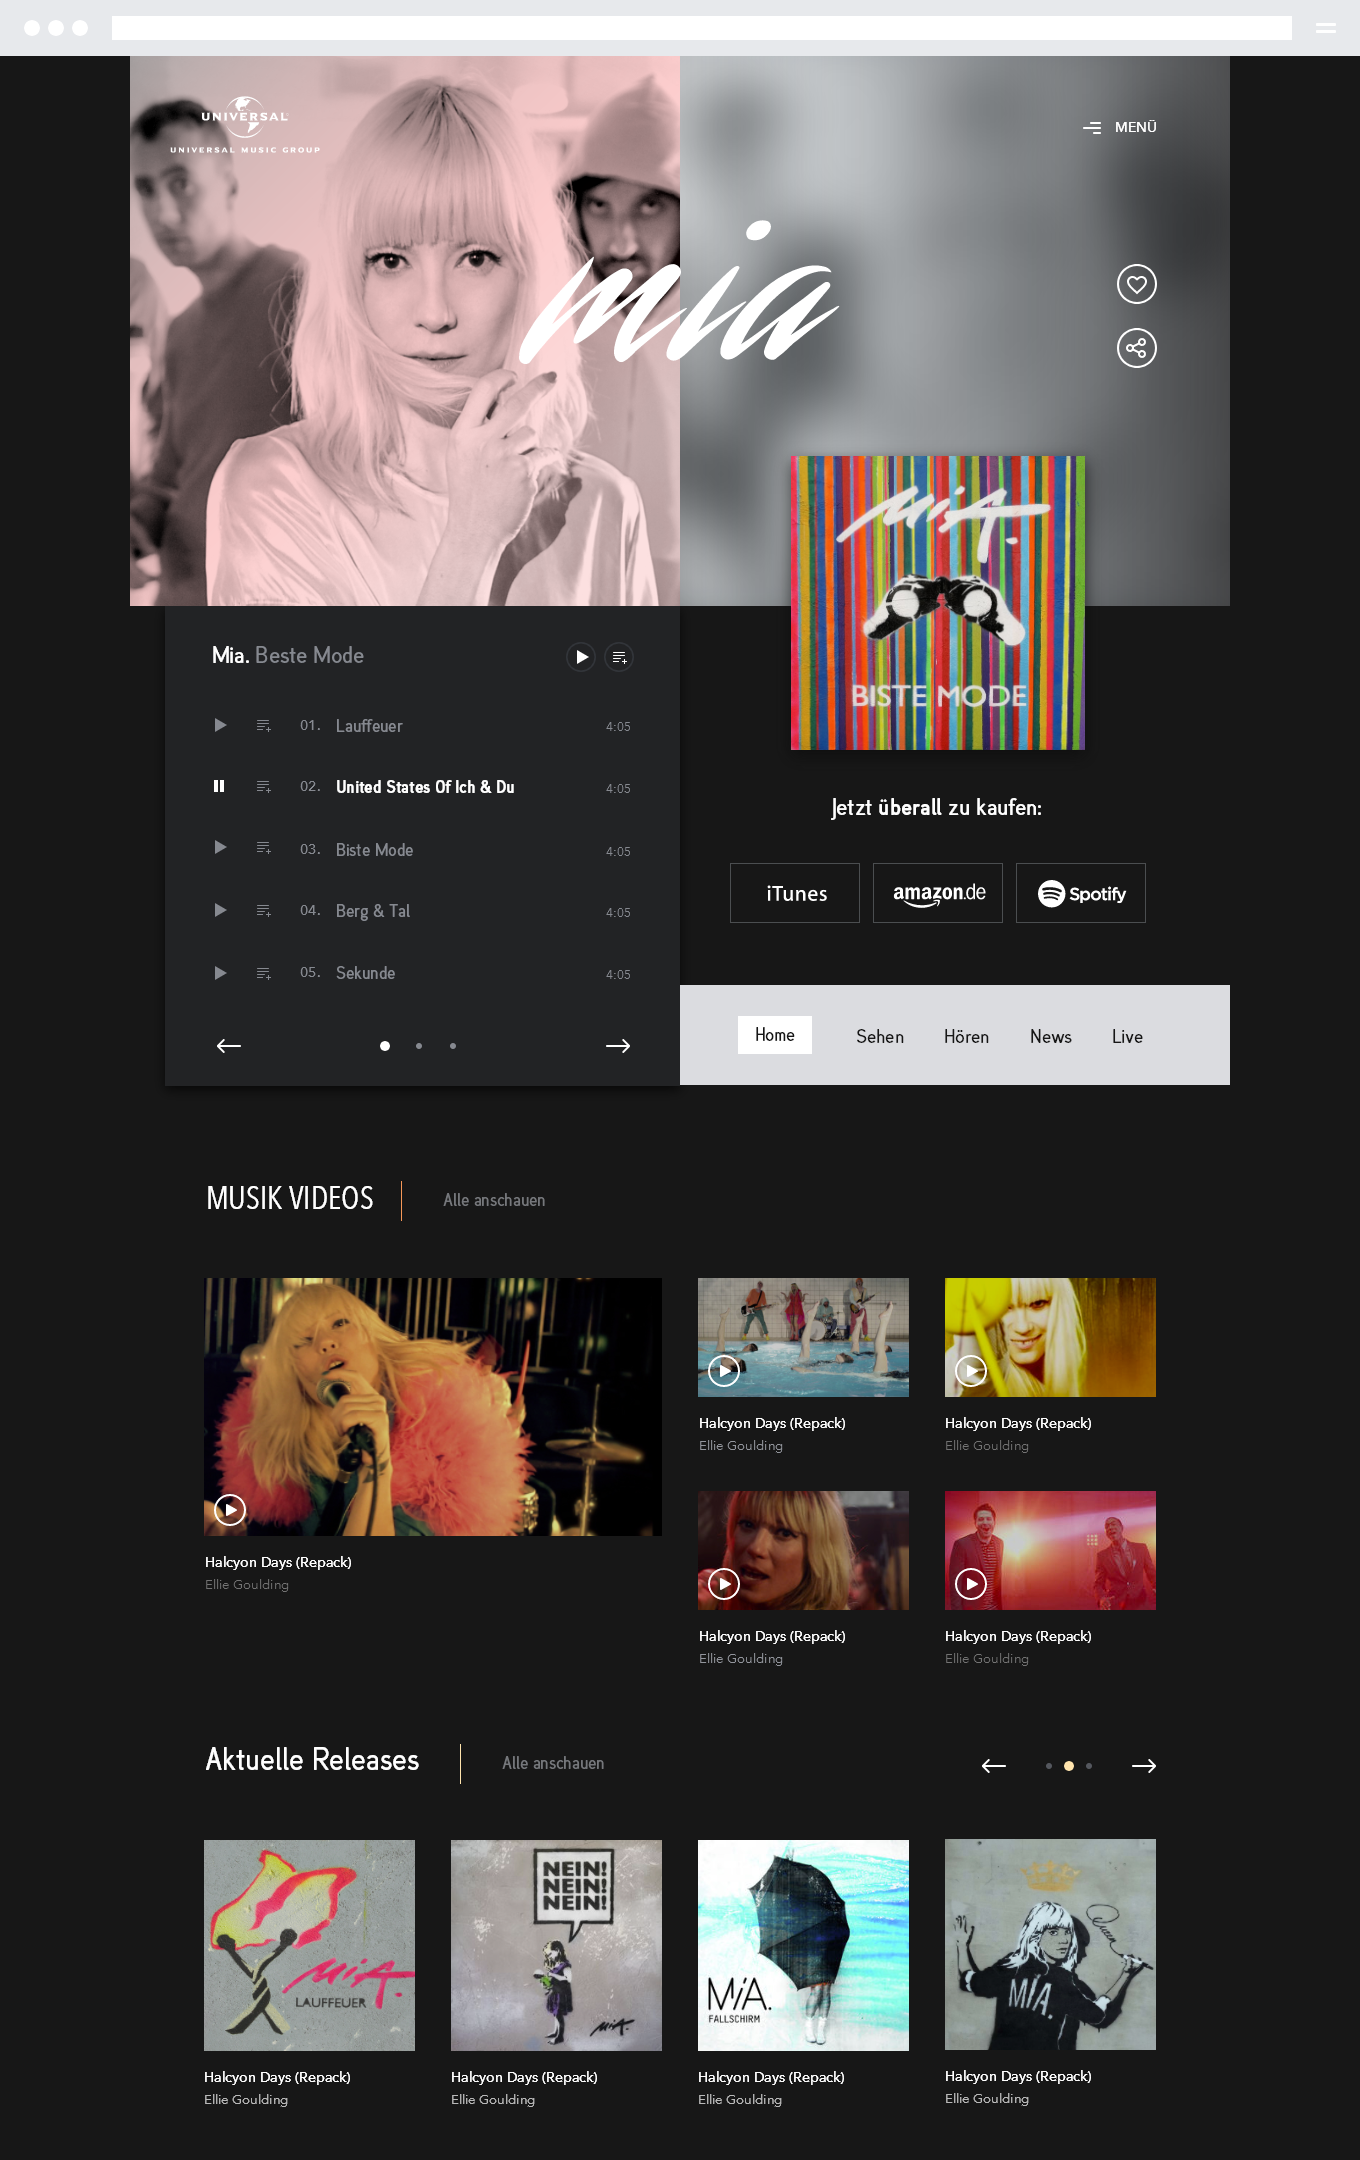 UNIVERSAL
UNIVERSAL MUSIC GROUP
MENÜ
mia
MiA.
BISTE MODE
Mia. Beste Mode
01. Lauffeuer 4:05
02. United States Of Ich & Du 4:05
03. Biste Mode 4:05
04. Berg & Tal 4:05
05. Sekunde 4:05
Jetzt überall zu kaufen:
iTunes
amazon.de
Spotify
Home
Sehen
Hören
News
Live
MUSIK VIDEOS
Alle anschauen
Halcyon Days (Repack)
Ellie Goulding
Halcyon Days (Repack)
Ellie Goulding
Halcyon Days (Repack)
Ellie Goulding
Halcyon Days (Repack)
Ellie Goulding
Halcyon Days (Repack)
Ellie Goulding
Aktuelle Releases
Alle anschauen
MiA.
LAUFFEUER
Halcyon Days (Repack)
Ellie Goulding
NEIN!
NEIN!
NEIN!
MiA.
Halcyon Days (Repack)
Ellie Goulding
MiA.
FALLSCHIRM
Halcyon Days (Repack)
Ellie Goulding
Queen
MIA.
Halcyon Days (Repack)
Ellie Goulding